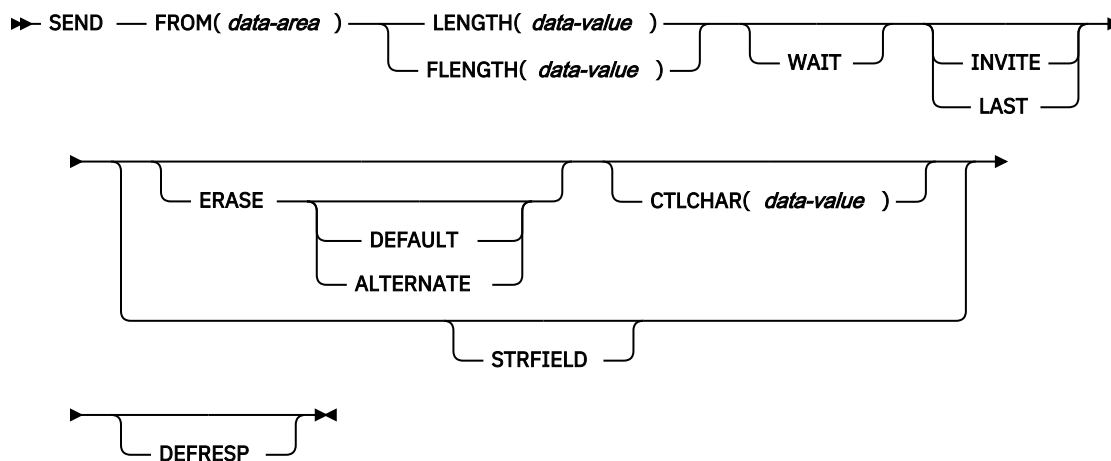 SEND FROM( data-area ) LENGTH( data-value )
FLENGTH( data-value )
WAIT
INVITE
LAST
ERASE
DEFAULT
ALTERNATE
CTLCHAR( data-value )
STRFIELD
DEFRESP